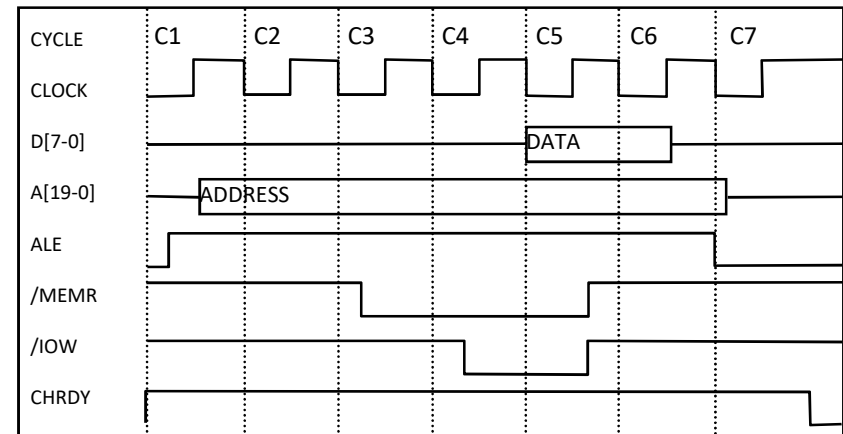 CYCLE C1 C2 C3 C4 C5 C6 C7
CLOCK
D[7-0] DATA
A[19-0] ADDRESS
ALE
/MEMR
/IOW
CHRDY